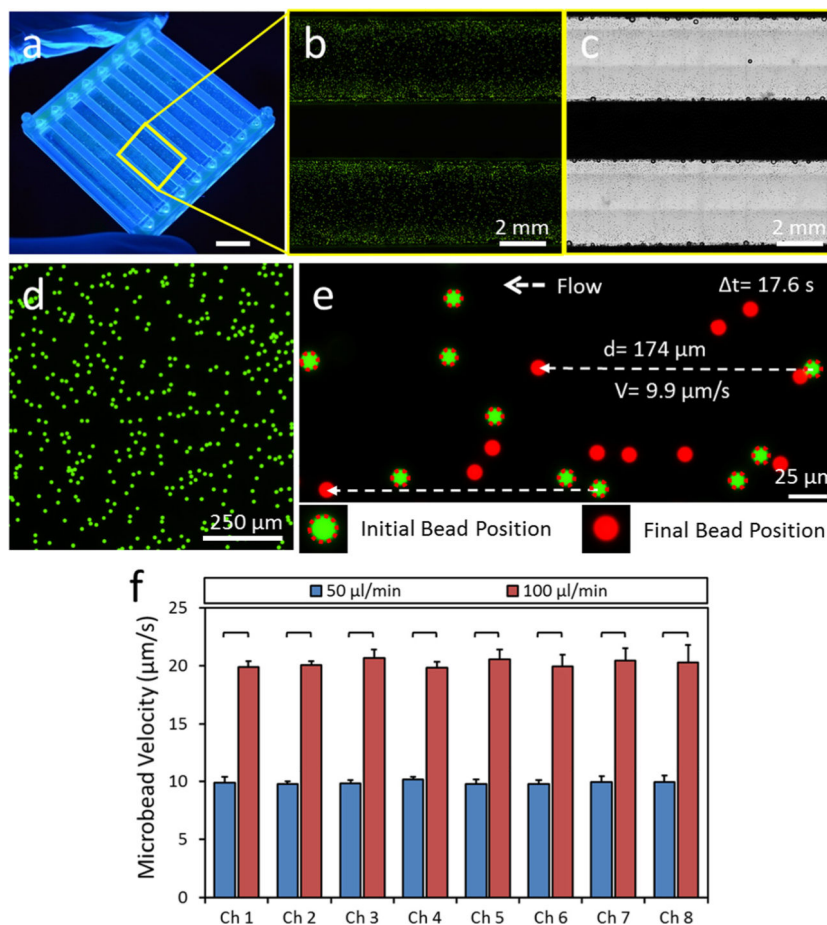 a
b
c
2 mm
2 mm
d
250 µm
e
Flow
Δt= 17.6 s
d= 174 µm
V= 9.9 µm/s
25 µm
Initial Bead Position
Final Bead Position
f
50 µl/min
100 µl/min
Microbead Velocity (µm/s)
25
20
15
10
5
0
Ch 1 Ch 2 Ch 3 Ch 4 Ch 5 Ch 6 Ch 7 Ch 8